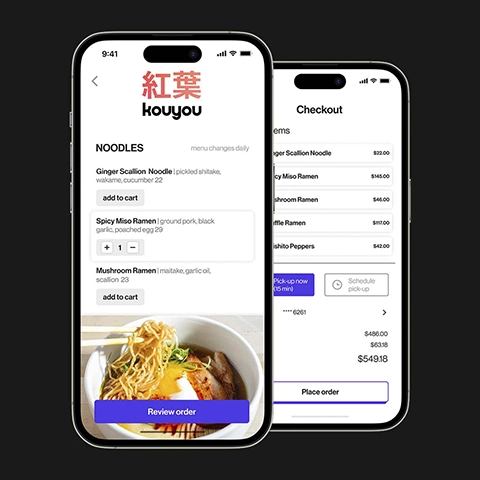 9:41
紅葉
kouyou
NOODLES
menu changes daily
Ginger Scallion Noodle | pickled shitake,
wakame, cucumber 22
add to cart
Spicy Miso Ramen | ground pork, black
garlic, poached egg 29
+ 1 −
Mushroom Ramen | maitake, garlic oil,
scallion 23
add to cart
Review order
Checkout
ems
nger Scallion Noodle $22.00
icy Miso Ramen $145.00
shroom Ramen $46.00
uffle Ramen $117.00
ishito Peppers $42.00
Pick-up now
(15 min)
Schedule
pick-up
**** 6261
$486.00
$63.18
$549.18
Place order